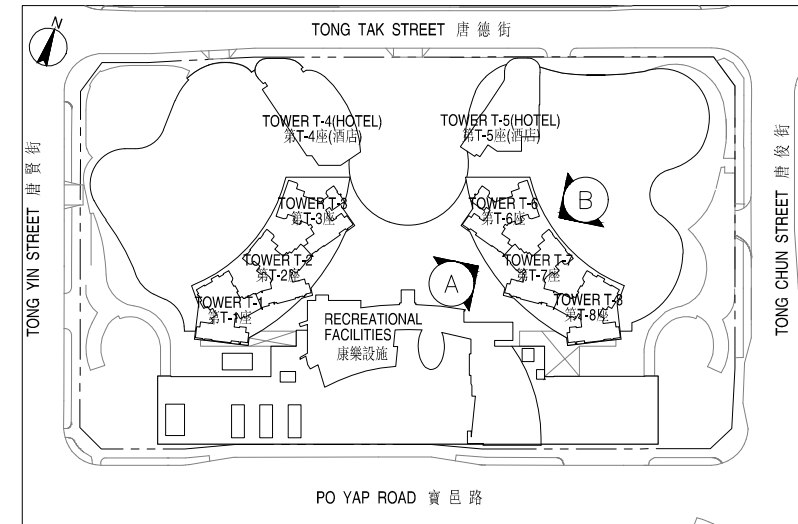 N
TONG TAK STREET 唐德街
TOWER T-4(HOTEL)
第T-4座(酒店)
TOWER T-5(HOTEL)
第T-5座(酒店)
TONG YIN STREET 唐賢街
TONG CHUN STREET 唐俊街
TOWER T-3
第T-3座
TOWER T-6
第T-6座
B
TOWER T-2
第T-2座
TOWER T-7
第T-7座
A
TOWER T-1
第T-1座
TOWER T-8
第T-8座
RECREATIONAL
FACILITIES
康樂設施
PO YAP ROAD 寶邑路